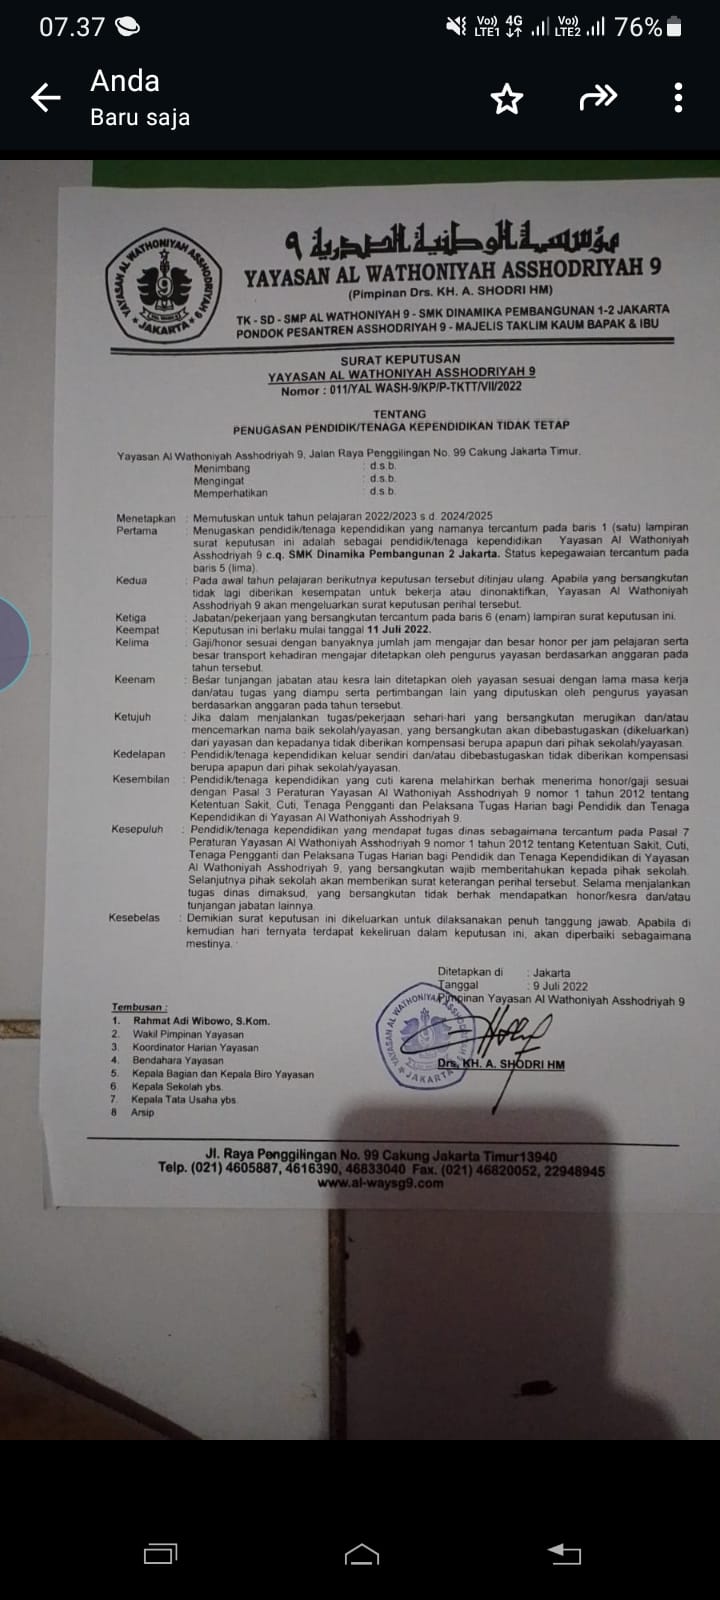 07.37
Vo) LTE1 4G Vo) LTE2 76%
Anda
Baru saja
YAYASAN AL WATHONIYAH ASSHODRIYAH 9
JAKARTA
مؤسسة الوطنية الصدرية ٩
YAYASAN AL WATHONIYAH ASSHODRIYAH 9
(Pimpinan Drs. KH. A. SHODRI HM)
TK - SD - SMP AL WATHONIYAH 9 - SMK DINAMIKA PEMBANGUNAN 1-2 JAKARTA
PONDOK PESANTREN ASSHODRIYAH 9 - MAJELIS TAKLIM KAUM BAPAK & IBU
SURAT KEPUTUSAN
YAYASAN AL WATHONIYAH ASSHODRIYAH 9
Nomor : 011/YAL WASH-9/KP/P-TKTT/VII/2022
TENTANG
PENUGASAN PENDIDIK/TENAGA KEPENDIDIKAN TIDAK TETAP
Yayasan Al Wathoniyah Asshodriyah 9, Jalan Raya Penggilingan No. 99 Cakung Jakarta Timur.
Menimbang : d.s.b.
Mengingat : d.s.b.
Memperhatikan : d.s.b.
Menetapkan : Memutuskan untuk tahun pelajaran 2022/2023 s.d. 2024/2025
Pertama : Menugaskan pendidik/tenaga kependidikan yang namanya tercantum pada baris 1 (satu) lampiran
surat keputusan ini adalah sebagai pendidik/tenaga kependidikan Yayasan Al Wathoniyah
Asshodriyah 9 c.q. SMK Dinamika Pembangunan 2 Jakarta. Status kepegawaian tercantum pada
baris 5 (lima).
Kedua : Pada awal tahun pelajaran berikutnya keputusan tersebut ditinjau ulang. Apabila yang bersangkutan
tidak lagi diberikan kesempatan untuk bekerja atau dinonaktifkan, Yayasan Al Wathoniyah
Asshodriyah 9 akan mengeluarkan surat keputusan perihal tersebut.
Ketiga : Jabatan/pekerjaan yang bersangkutan tercantum pada baris 6 (enam) lampiran surat keputusan ini.
Keempat : Keputusan ini berlaku mulai tanggal 11 Juli 2022.
Kelima : Gaji/honor sesuai dengan banyaknya jumlah jam mengajar dan besar honor per jam pelajaran serta
besar transport kehadiran mengajar ditetapkan oleh pengurus yayasan berdasarkan anggaran pada
tahun tersebut.
Keenam : Besar tunjangan jabatan atau kesra lain ditetapkan oleh yayasan sesuai dengan lama masa kerja
dan/atau tugas yang diampu serta pertimbangan lain yang diputuskan oleh pengurus yayasan
berdasarkan anggaran pada tahun tersebut.
Ketujuh : Jika dalam menjalankan tugas/pekerjaan sehari-hari yang bersangkutan merugikan dan/atau
mencemarkan nama baik sekolah/yayasan, yang bersangkutan akan dibebastugaskan (dikeluarkan)
dari yayasan dan kepadanya tidak diberikan kompensasi berupa apapun dari pihak sekolah/yayasan.
Kedelapan : Pendidik/tenaga kependidikan keluar sendiri dan/atau dibebastugaskan tidak diberikan kompensasi
berupa apapun dari pihak sekolah/yayasan.
Kesembilan : Pendidik/tenaga kependidikan yang cuti karena melahirkan berhak menerima honor/gaji sesuai
dengan Pasal 3 Peraturan Yayasan Al Wathoniyah Asshodriyah 9 nomor 1 tahun 2012 tentang
Ketentuan Sakit, Cuti, Tenaga Pengganti dan Pelaksana Tugas Harian bagi Pendidik dan Tenaga
Kependidikan di Yayasan Al Wathoniyah Asshodriyah 9.
Kesepuluh : Pendidik/tenaga kependidikan yang mendapat tugas dinas sebagaimana tercantum pada Pasal 7
Peraturan Yayasan Al Wathoniyah Asshodriyah 9 nomor 1 tahun 2012 tentang Ketentuan Sakit, Cuti,
Tenaga Pengganti dan Pelaksana Tugas Harian bagi Pendidik dan Tenaga Kependidikan di Yayasan
Al Wathoniyah Asshodriyah 9, yang bersangkutan wajib memberitahukan kepada pihak sekolah.
Selanjutnya pihak sekolah akan memberikan surat keterangan perihal tersebut. Selama menjalankan
tugas dinas dimaksud, yang bersangkutan tidak berhak mendapatkan honor/kesra dan/atau
tunjangan jabatan lainnya.
Kesebelas : Demikian surat keputusan ini dikeluarkan untuk dilaksanakan penuh tanggung jawab. Apabila di
kemudian hari ternyata terdapat kekeliruan dalam keputusan ini, akan diperbaiki sebagaimana
mestinya.
Ditetapkan di : Jakarta
Tanggal : 9 Juli 2022
Pimpinan Yayasan Al Wathoniyah Asshodriyah 9
YAYASAN AL WATHONIYAH ASSHODRIYAH
JAKARTA
Drs. KH. A. SHODRI HM
Tembusan :
1. Rahmat Adi Wibowo, S.Kom.
2. Wakil Pimpinan Yayasan
3. Koordinator Harian Yayasan
4. Bendahara Yayasan
5. Kepala Bagian dan Kepala Biro Yayasan
6. Kepala Sekolah ybs.
7. Kepala Tata Usaha ybs.
8 Arsip
Jl. Raya Penggilingan No. 99 Cakung Jakarta Timur13940
Telp. (021) 4605887, 4616390, 46833040 Fax. (021) 46820052, 22948945
www.al-waysg9.com